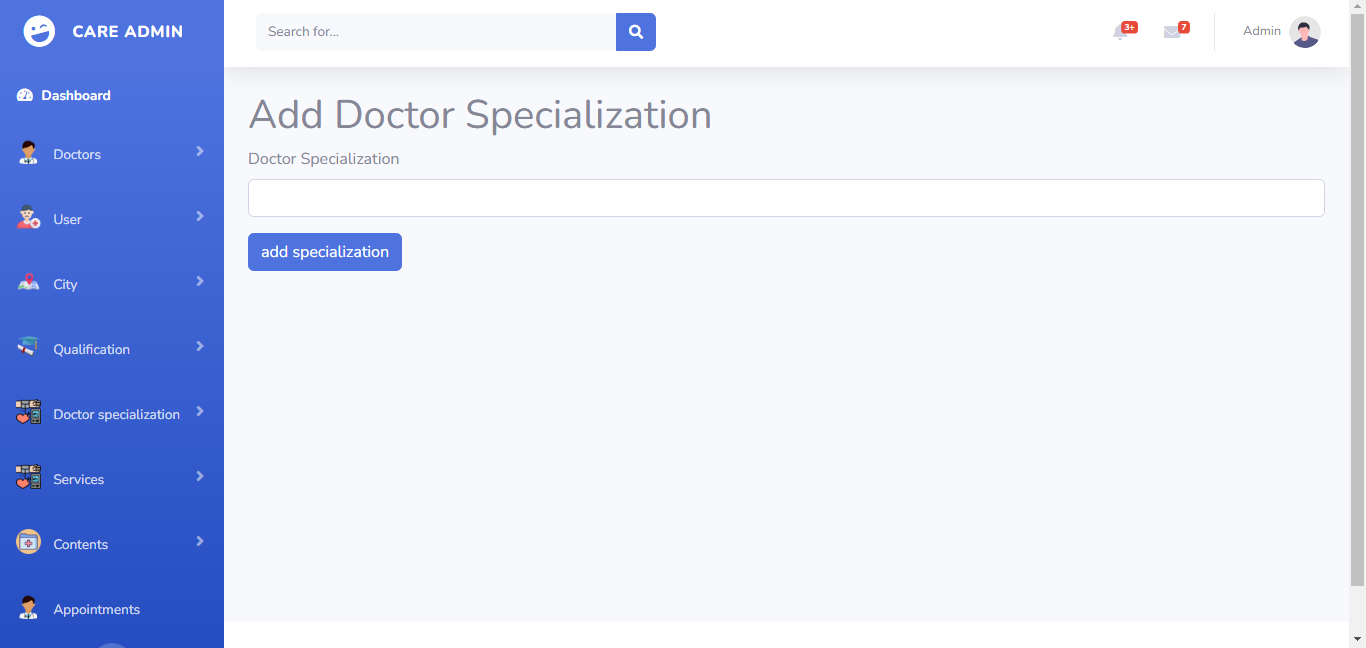 CARE ADMIN
Search for...
3+
7
Admin
Dashboard
Doctors
User
City
Qualification
Doctor specialization
Services
Contents
Appointments
Add Doctor Specialization
Doctor Specialization
add specialization